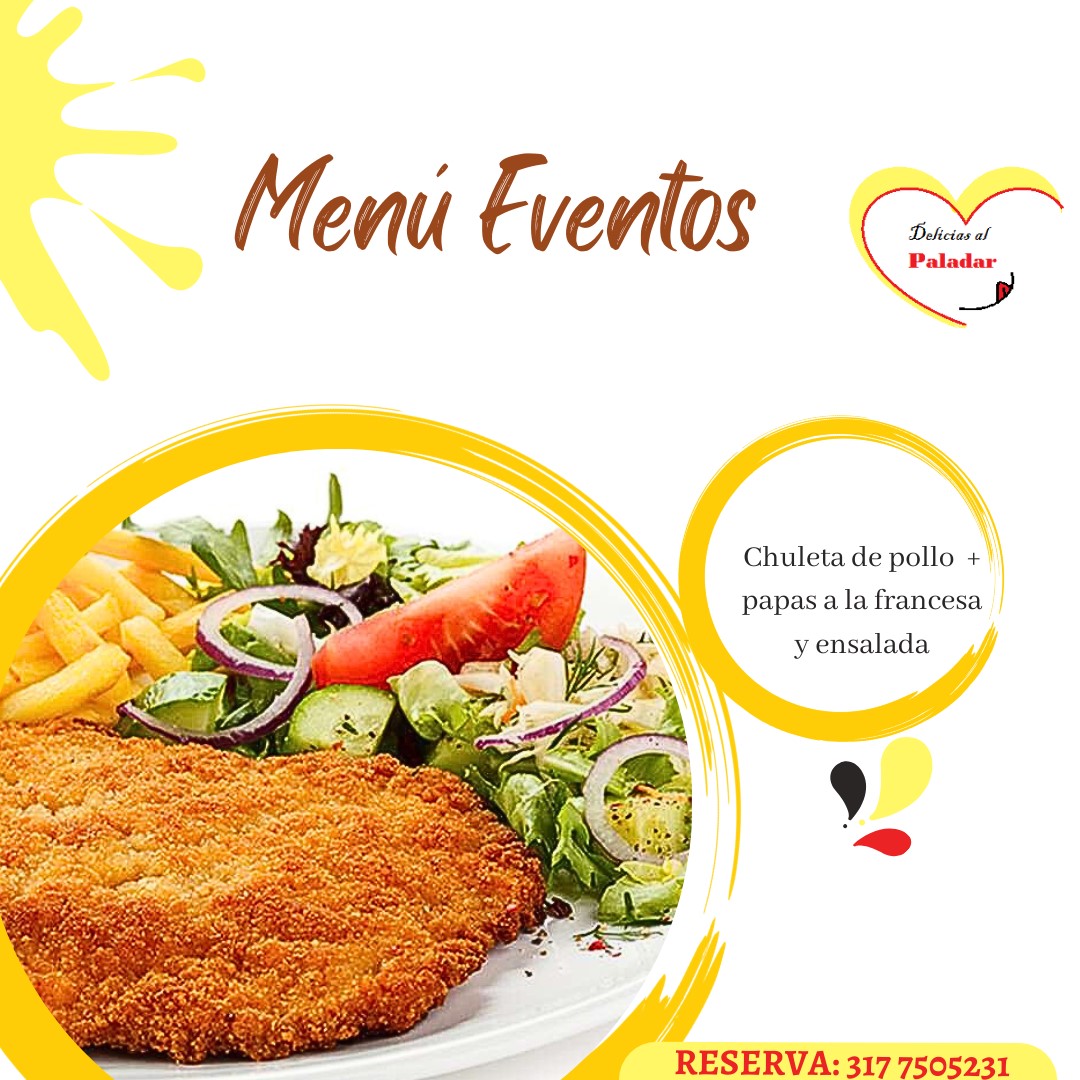 Menú Eventos
Delicias al
Paladar
Chuleta de pollo +
papas a la francesa
y ensalada
RESERVA: 317 7505231